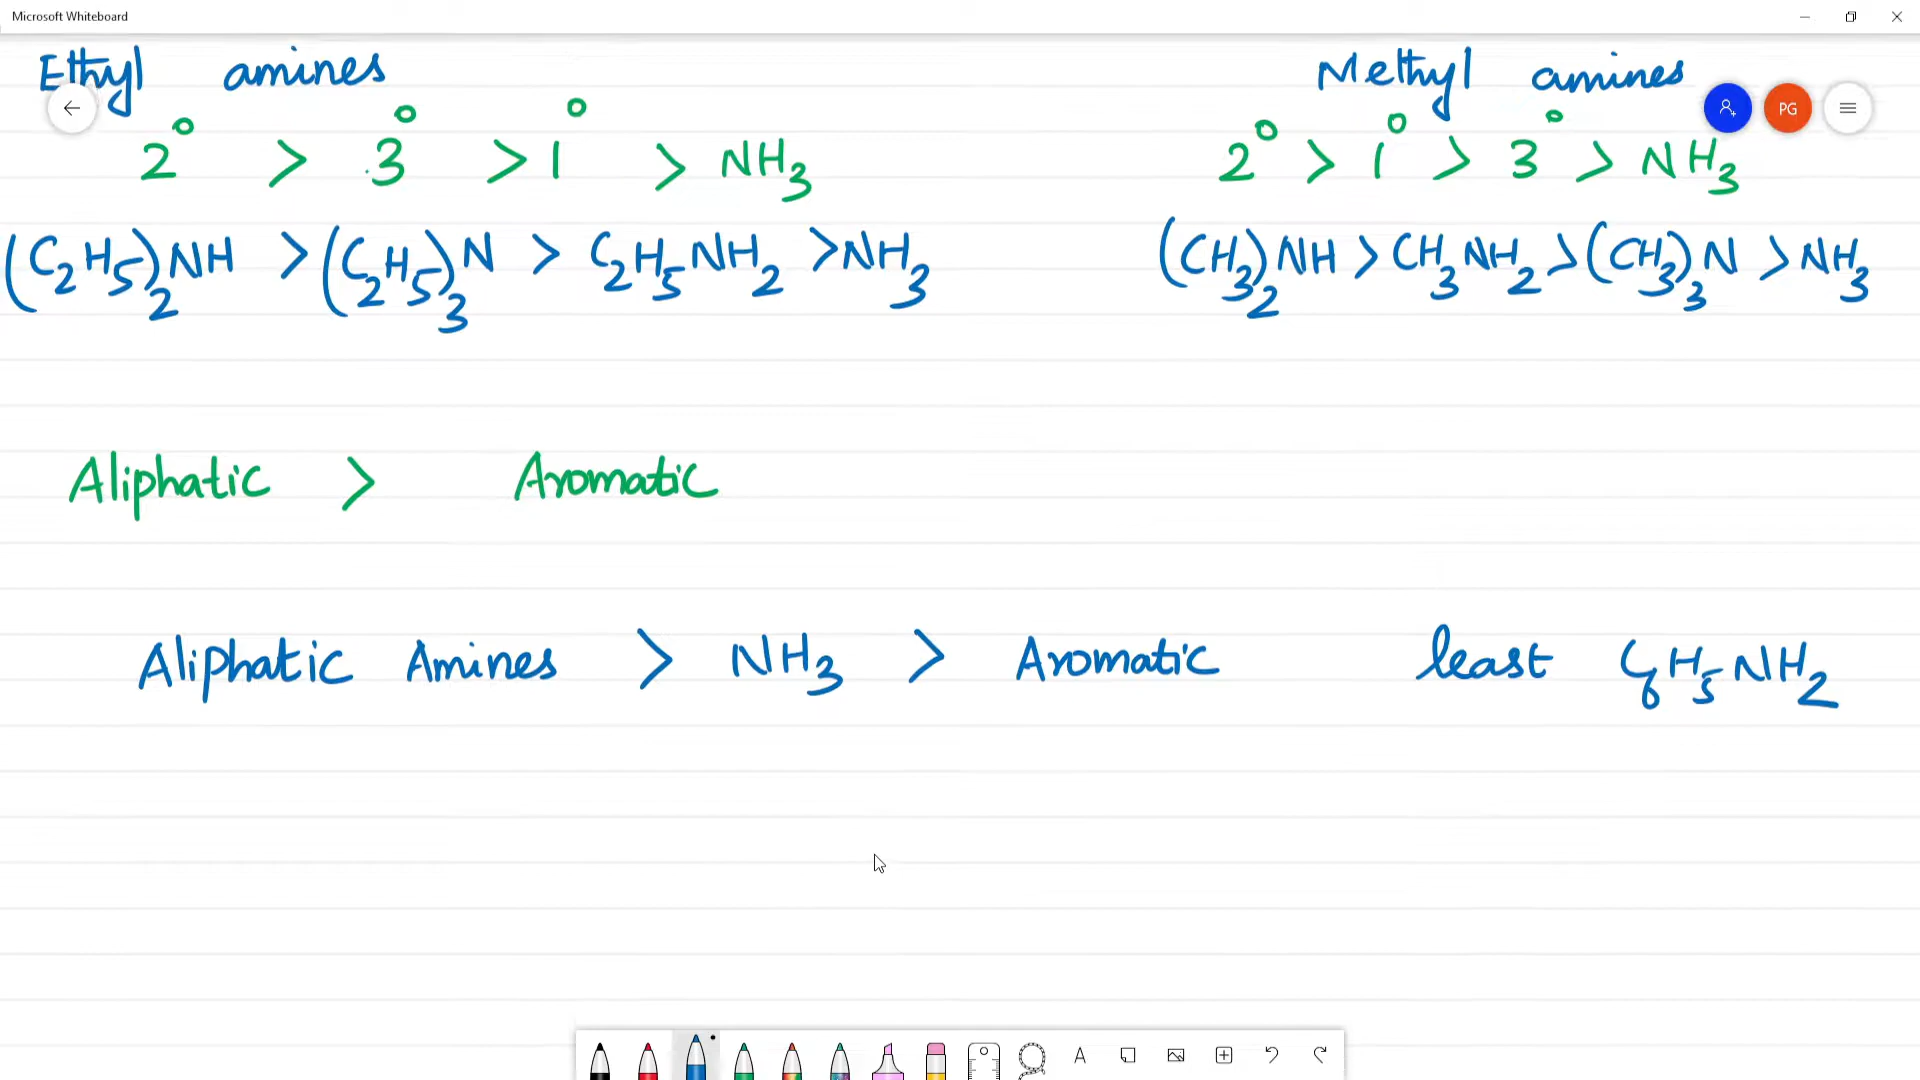 Microsoft Whiteboard
Ethyl amines
2° > 3° > 1° > NH3
(C2H5)2NH > (C2H5)3N > C2H5NH2 > NH3
Methyl amines
PG
2° > 1° > 3° > NH3
(CH3)2NH > CH3NH2 > (CH3)3N > NH3
Aliphatic > Aromatic
Aliphatic Amines > NH3 > Aromatic least C6H5NH2
A